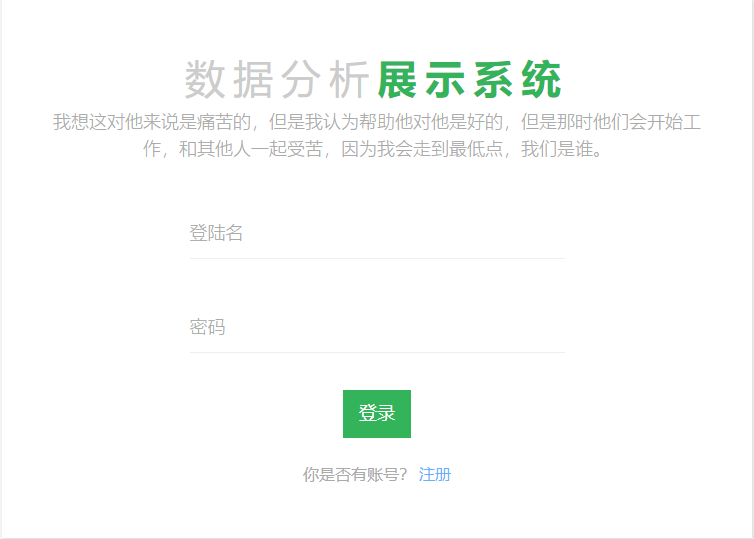 数据分析展示系统
我想这对他来说是痛苦的，但是我认为帮助他对他是好的，但是那时他们会开始工
作，和其他人一起受苦，因为我会走到最低点，我们是谁。
登陆名
密码
登录
你是否有账号？ 注册